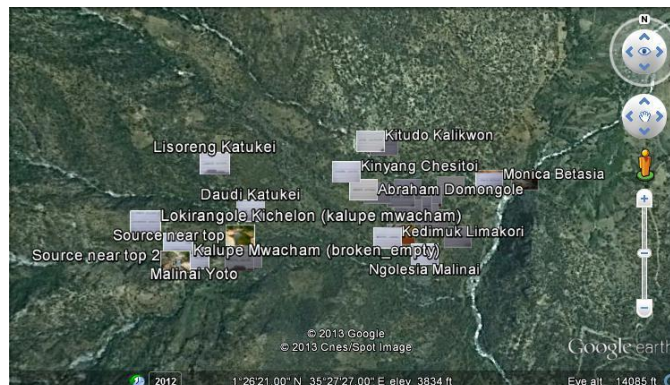 N
Kitudo Kalikwon
Lisoreng Katukei
Kinyang Chesitoi
Monica Betasia
Daudi Katukei
Abraham Domongole
Lokirangole Kichelon (kalupe mwacham)
Source near top
Kedimuk Limakori
Source near top 2
Kalupe Mwacham (broken_empty)
Malinai Yoto
Ngolesia Malinai
© 2013 Google
© 2013 Cnes/Spot Image
Google earth
2012
1°26'21.00" N 35°27'27.00" E elev 3834 ft
Eye alt 14085 ft